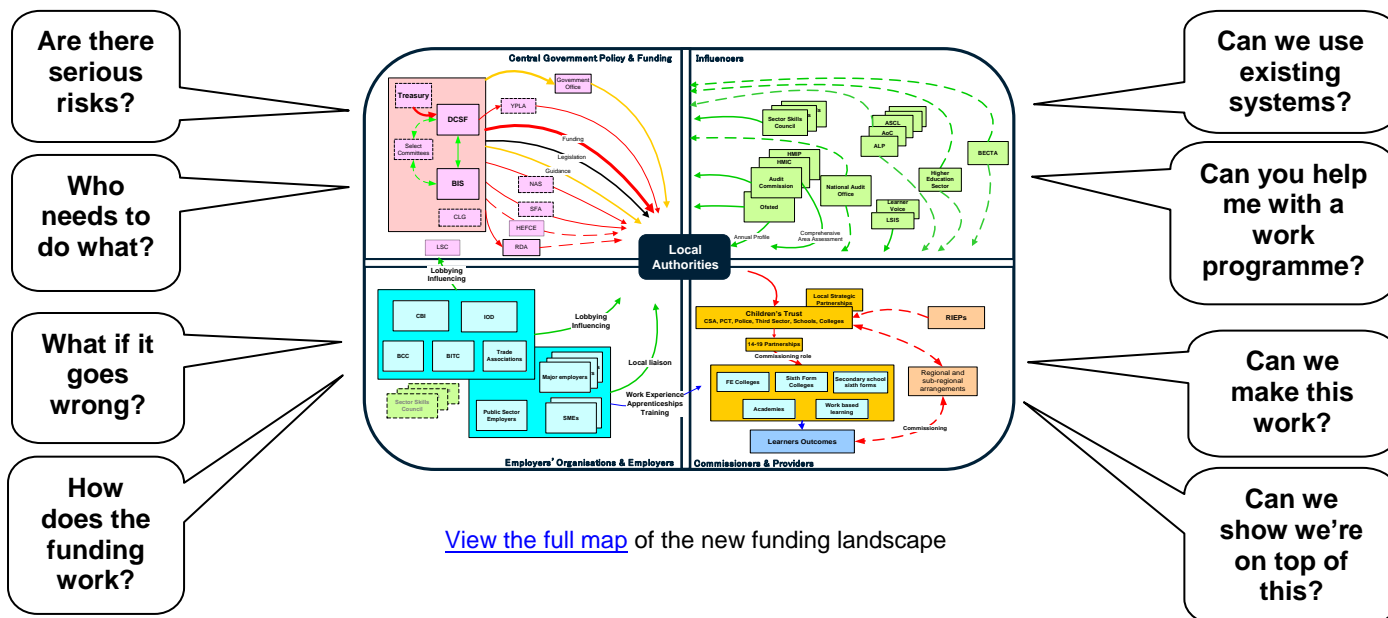 Are there
serious
risks?
Who
needs to
do what?
What if it
goes
wrong?
How
does the
funding
work?
Central Government Policy & Funding
Treasury
DCSF
Select
Committees
BIS
CLG
LSC
YPLA
Government
Office
Funding
Legislation
Guidance
NAS
SFA
HEFCE
RDA
Influencers
Sector Skills
Council
HMIP
HMIC
Audit
Commission
Ofsted
National Audit
Office
Annual Profile
Comprehensive
Area Assessment
ASCL
AoC
ALP
Higher
Education
Sector
BECTA
Learner
Voice
LSIS
Local
Authorities
Lobbying
Influencing
CBI
IOD
BCC
BITC
Trade
Associations
Sector Skills
Council
Major employers
Public Sector
Employers
SMEs
Lobbying
Influencing
Local liaison
Work Experience
Apprenticeships
Training
Employers' Organisations & Employers
Local Strategic
Partnerships
Children's Trust
CSA, PCT, Police, Third Sector, Schools, Colleges
RIEPs
14-19 Partnerships
Commissioning role
FE Colleges
Sixth Form
Colleges
Secondary school
sixth forms
Academies
Work based
learning
Regional and
sub-regional
arrangements
Commissioning
Learners Outcomes
Commissioners & Providers
View the full map of the new funding landscape
Can we use
existing
systems?
Can you help
me with a
work
programme?
Can we
make this
work?
Can we
show we're
on top of
this?